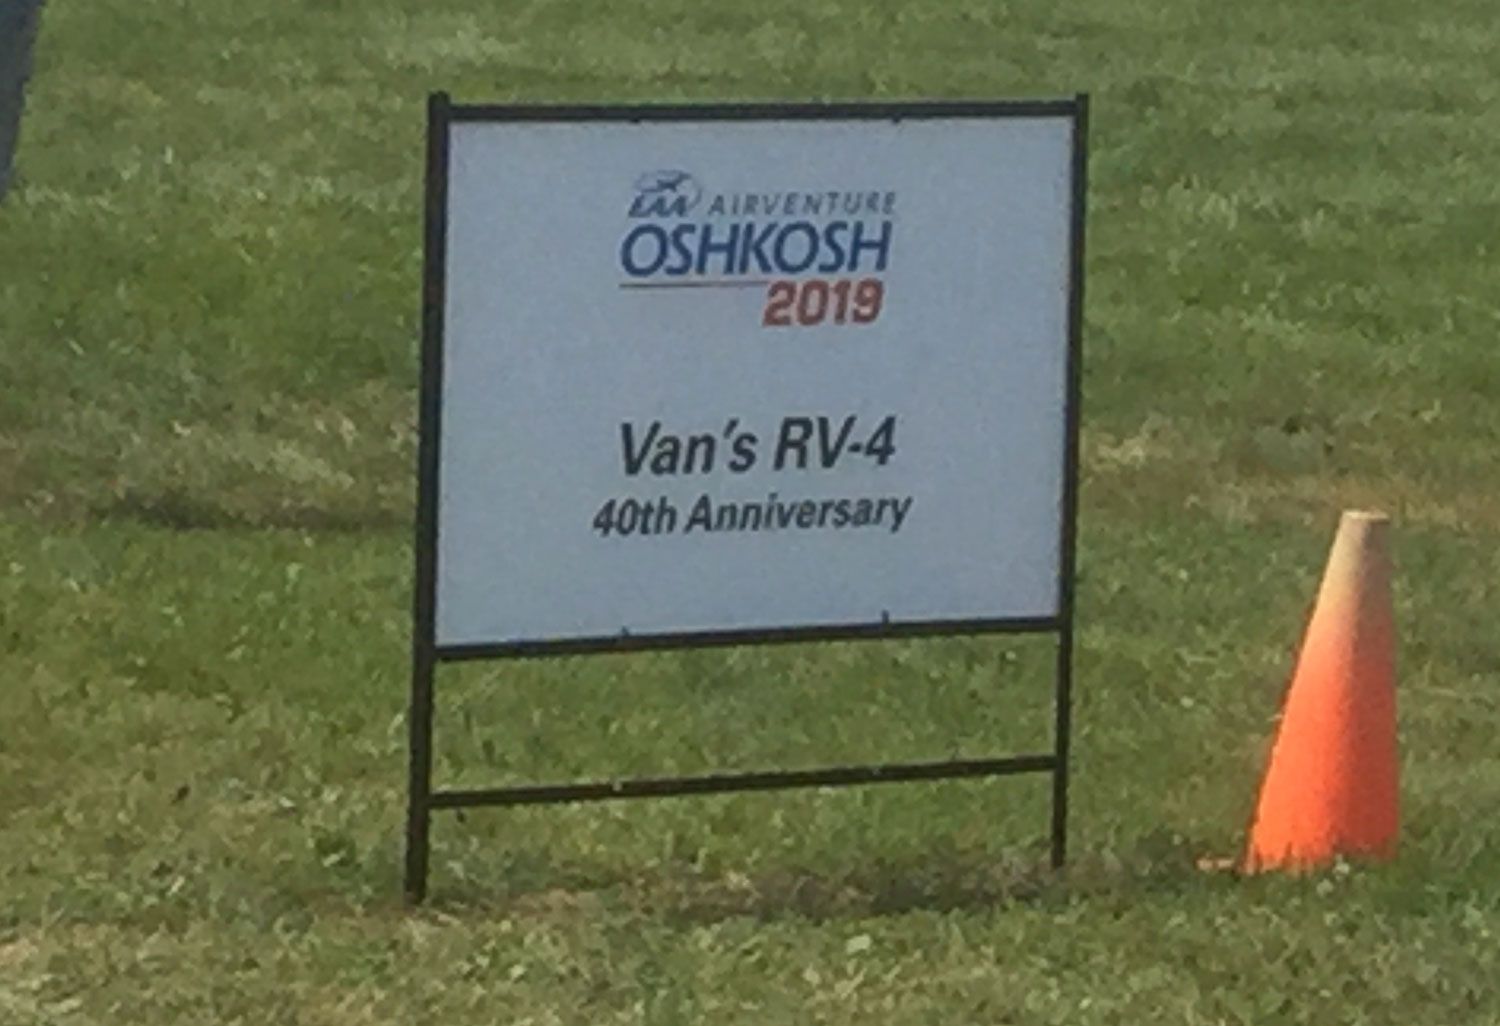 EAA AIRVENTURE
OSHKOSH
2019
Van's RV-4
40th Anniversary